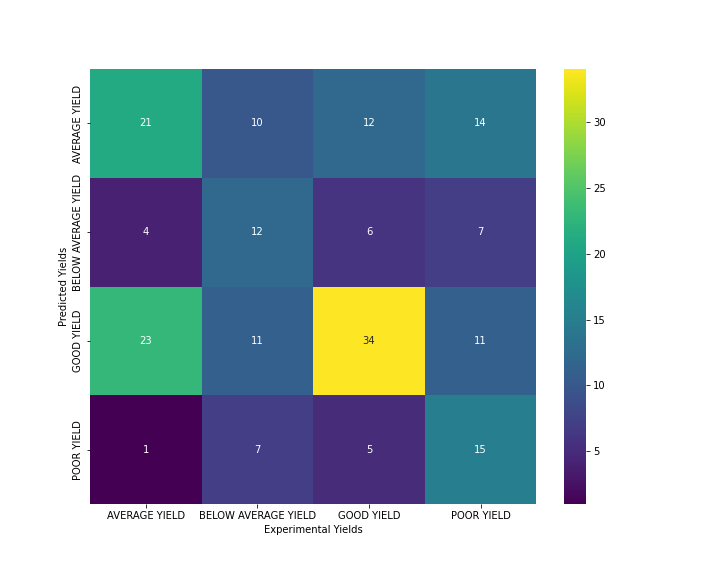 AVERAGE YIELD
21 10 12 14
BELOW AVERAGE YIELD
4 12 6 7
GOOD YIELD
23 11 34 11
POOR YIELD
1 7 5 15
Predicted Yields
AVERAGE YIELD BELOW AVERAGE YIELD GOOD YIELD POOR YIELD
Experimental Yields
30
25
20
15
10
5